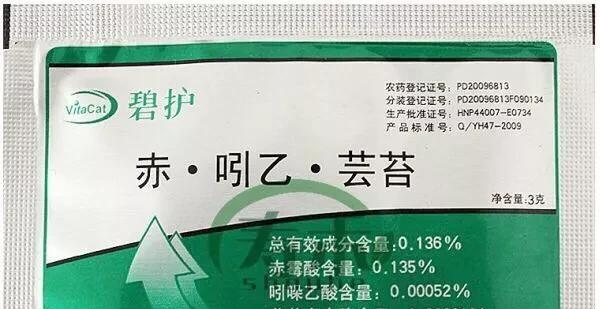 VitaCat 碧护
农药登记证号：PD20096813
分装登记证号：PD20096813F090134
生产批准证号：HNP44007-E0734
产品标准号：Q/YH47-2009
赤·吲乙·芸苔
净含量:3克
总有效成分含量:0.136%
赤霉酸含量：0.135%
吲哚乙酸含量：0.00052%